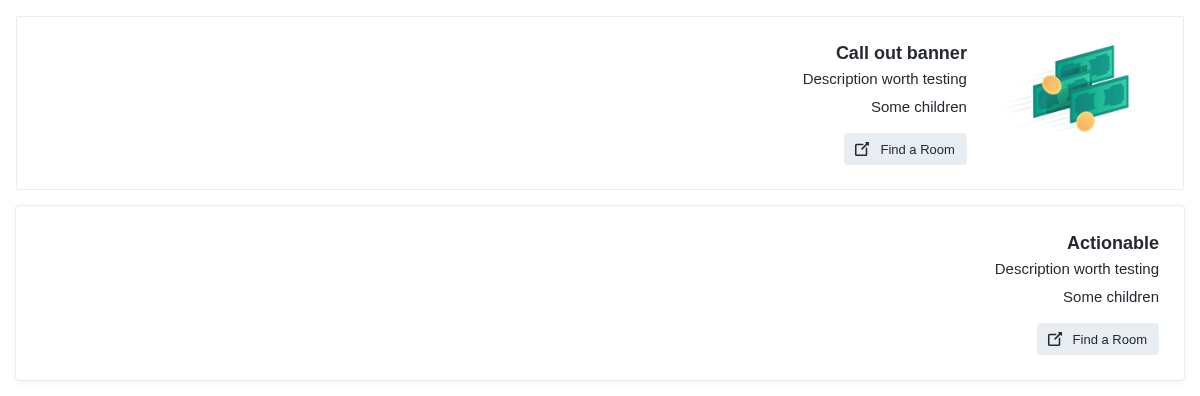 Call out banner
Description worth testing
Some children
Find a Room
Actionable
Description worth testing
Some children
Find a Room